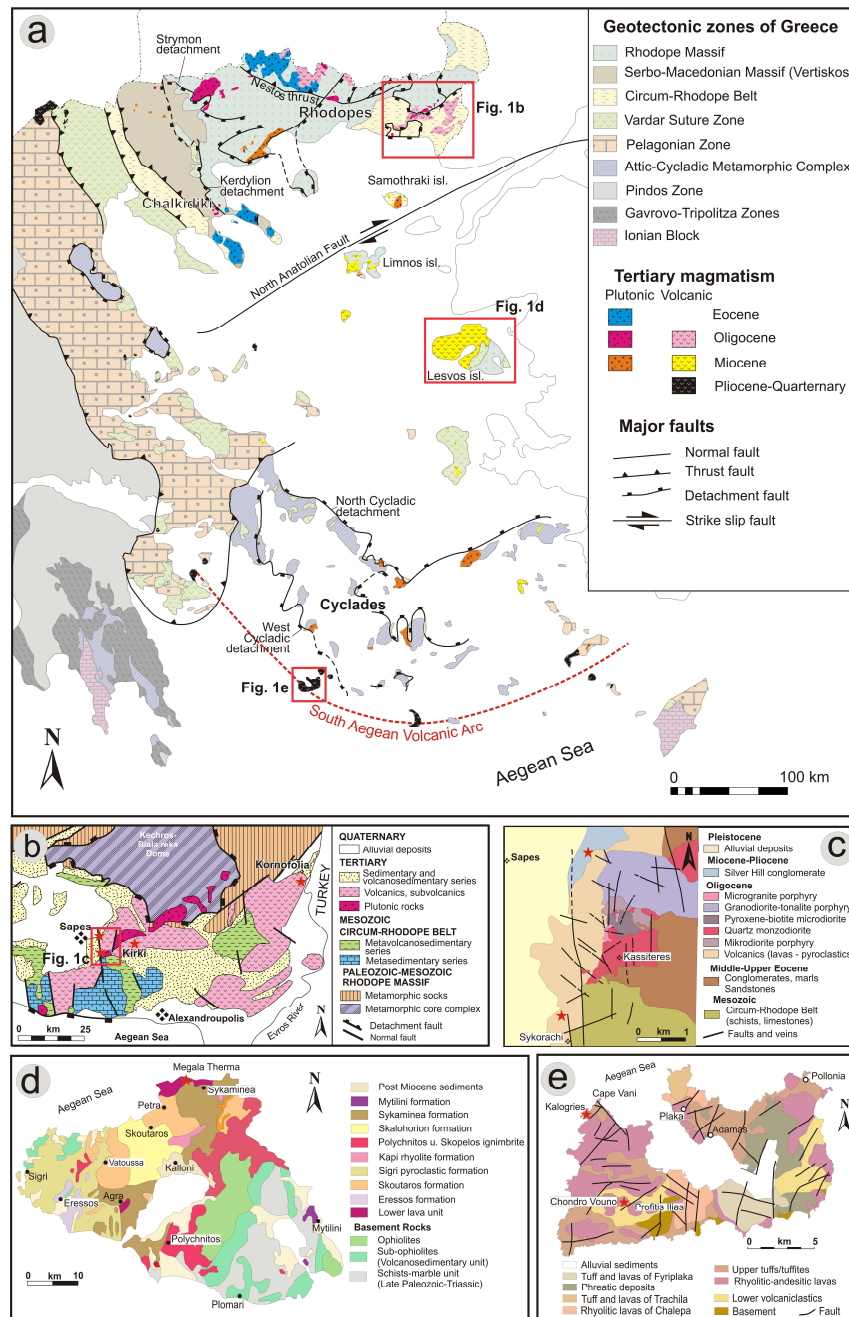 a
Strymon
detachment
Nestos thrust
Rhodopes
Fig. 1b
Kerdylion
detachment
Chalkidiki
Samothraki isl.
North Anatolian Fault
Limnos isl.
Fig. 1d
Lesvos isl.
North Cycladic
detachment
Cyclades
West
Cycladic
detachment
Fig. 1e
South Aegean Volcanic Arc
Aegean Sea
N
0 100 km
Geotectonic zones of Greece
Rhodope Massif
Serbo-Macedonian Massif (Vertiskos
Circum-Rhodope Belt
Vardar Suture Zone
Pelagonian Zone
Attic-Cycladic Metamorphic Complex
Pindos Zone
Gavrovo-Tripolitza Zones
Ionian Block
Tertiary magmatism
Plutonic Volcanic
Eocene
Oligocene
Miocene
Pliocene-Quaternary
Major faults
Normal fault
Thrust fault
Detachment fault
Strike slip fault
b
Kechros-
Biala reka
Dome
Kornofolia
TURKEY
Sapes
Kirki
Fig. 1c
Alexandroupolis
Evros River
Aegean Sea
0 km 25
N
QUATERNARY
Alluvial deposits
TERTIARY
Sedimentary and
volcanosedimentary series
Volcanics, subvolcanics
Plutonic rocks
MESOZOIC
CIRCUM-RHODOPE BELT
Metavolcanosedimentary
series
Metasedimentary series
PALEOZOIC-MESOZOIC
RHODOPE MASSIF
Metamorphic socks
Metamorphic core complex
Detachment fault
Normal fault
c
N
Sapes
Kassiteres
Sykorachi
0 km 1
Pleistocene
Alluvial deposits
Miocene-Pliocene
Silver Hill conglomerate
Oligocene
Microgranite porphyry
Granodiorite-tonalite porphyry
Pyroxene-biotite microdiorite
Quartz monzodiorite
Mikrodiorite porphyry
Volcanics (lavas - pyroclastics)
Middle-Upper Eocene
Conglomerates, marls
Sandstones
Mesozoic
Circum-Rhodope Belt
(schists, limestones)
Faults and veins
d
Aegean Sea
Megala Therma
Sykaminea
Petra
Skoutaros
Vatoussa
Kalloni
Sigri
Eressos
Agra
Polychnitos
Mytilini
Plomari
0 km 10
N
Post Miocene sediments
Mytilini formation
Sykaminea formation
Skalohorion formation
Polychnitos u. Skopelos ignimbrite
Kapi rhyolite formation
Sigri pyroclastic formation
Skoutaros formation
Eressos formation
Lower lava unit
Basement Rocks
Ophiolites
Sub-ophiolites
(Volcanosedimentary unit)
Schists-marble unit
(Late Paleozoic-Triassic)
e
Aegean Sea
Pollonia
Kalogries
Cape Vani
Plaka
Adamas
N
Chondro Vouno
Profitis Ilias
0 km 5
Alluvial sediments
Tuff and lavas of Fyriplaka
Phreatic deposits
Tuff and lavas of Trachila
Rhyolitic lavas of Chalepa
Upper tuffs/tuffites
Rhyolitic-andesitic lavas
Lower volcaniclastics
Basement
Fault